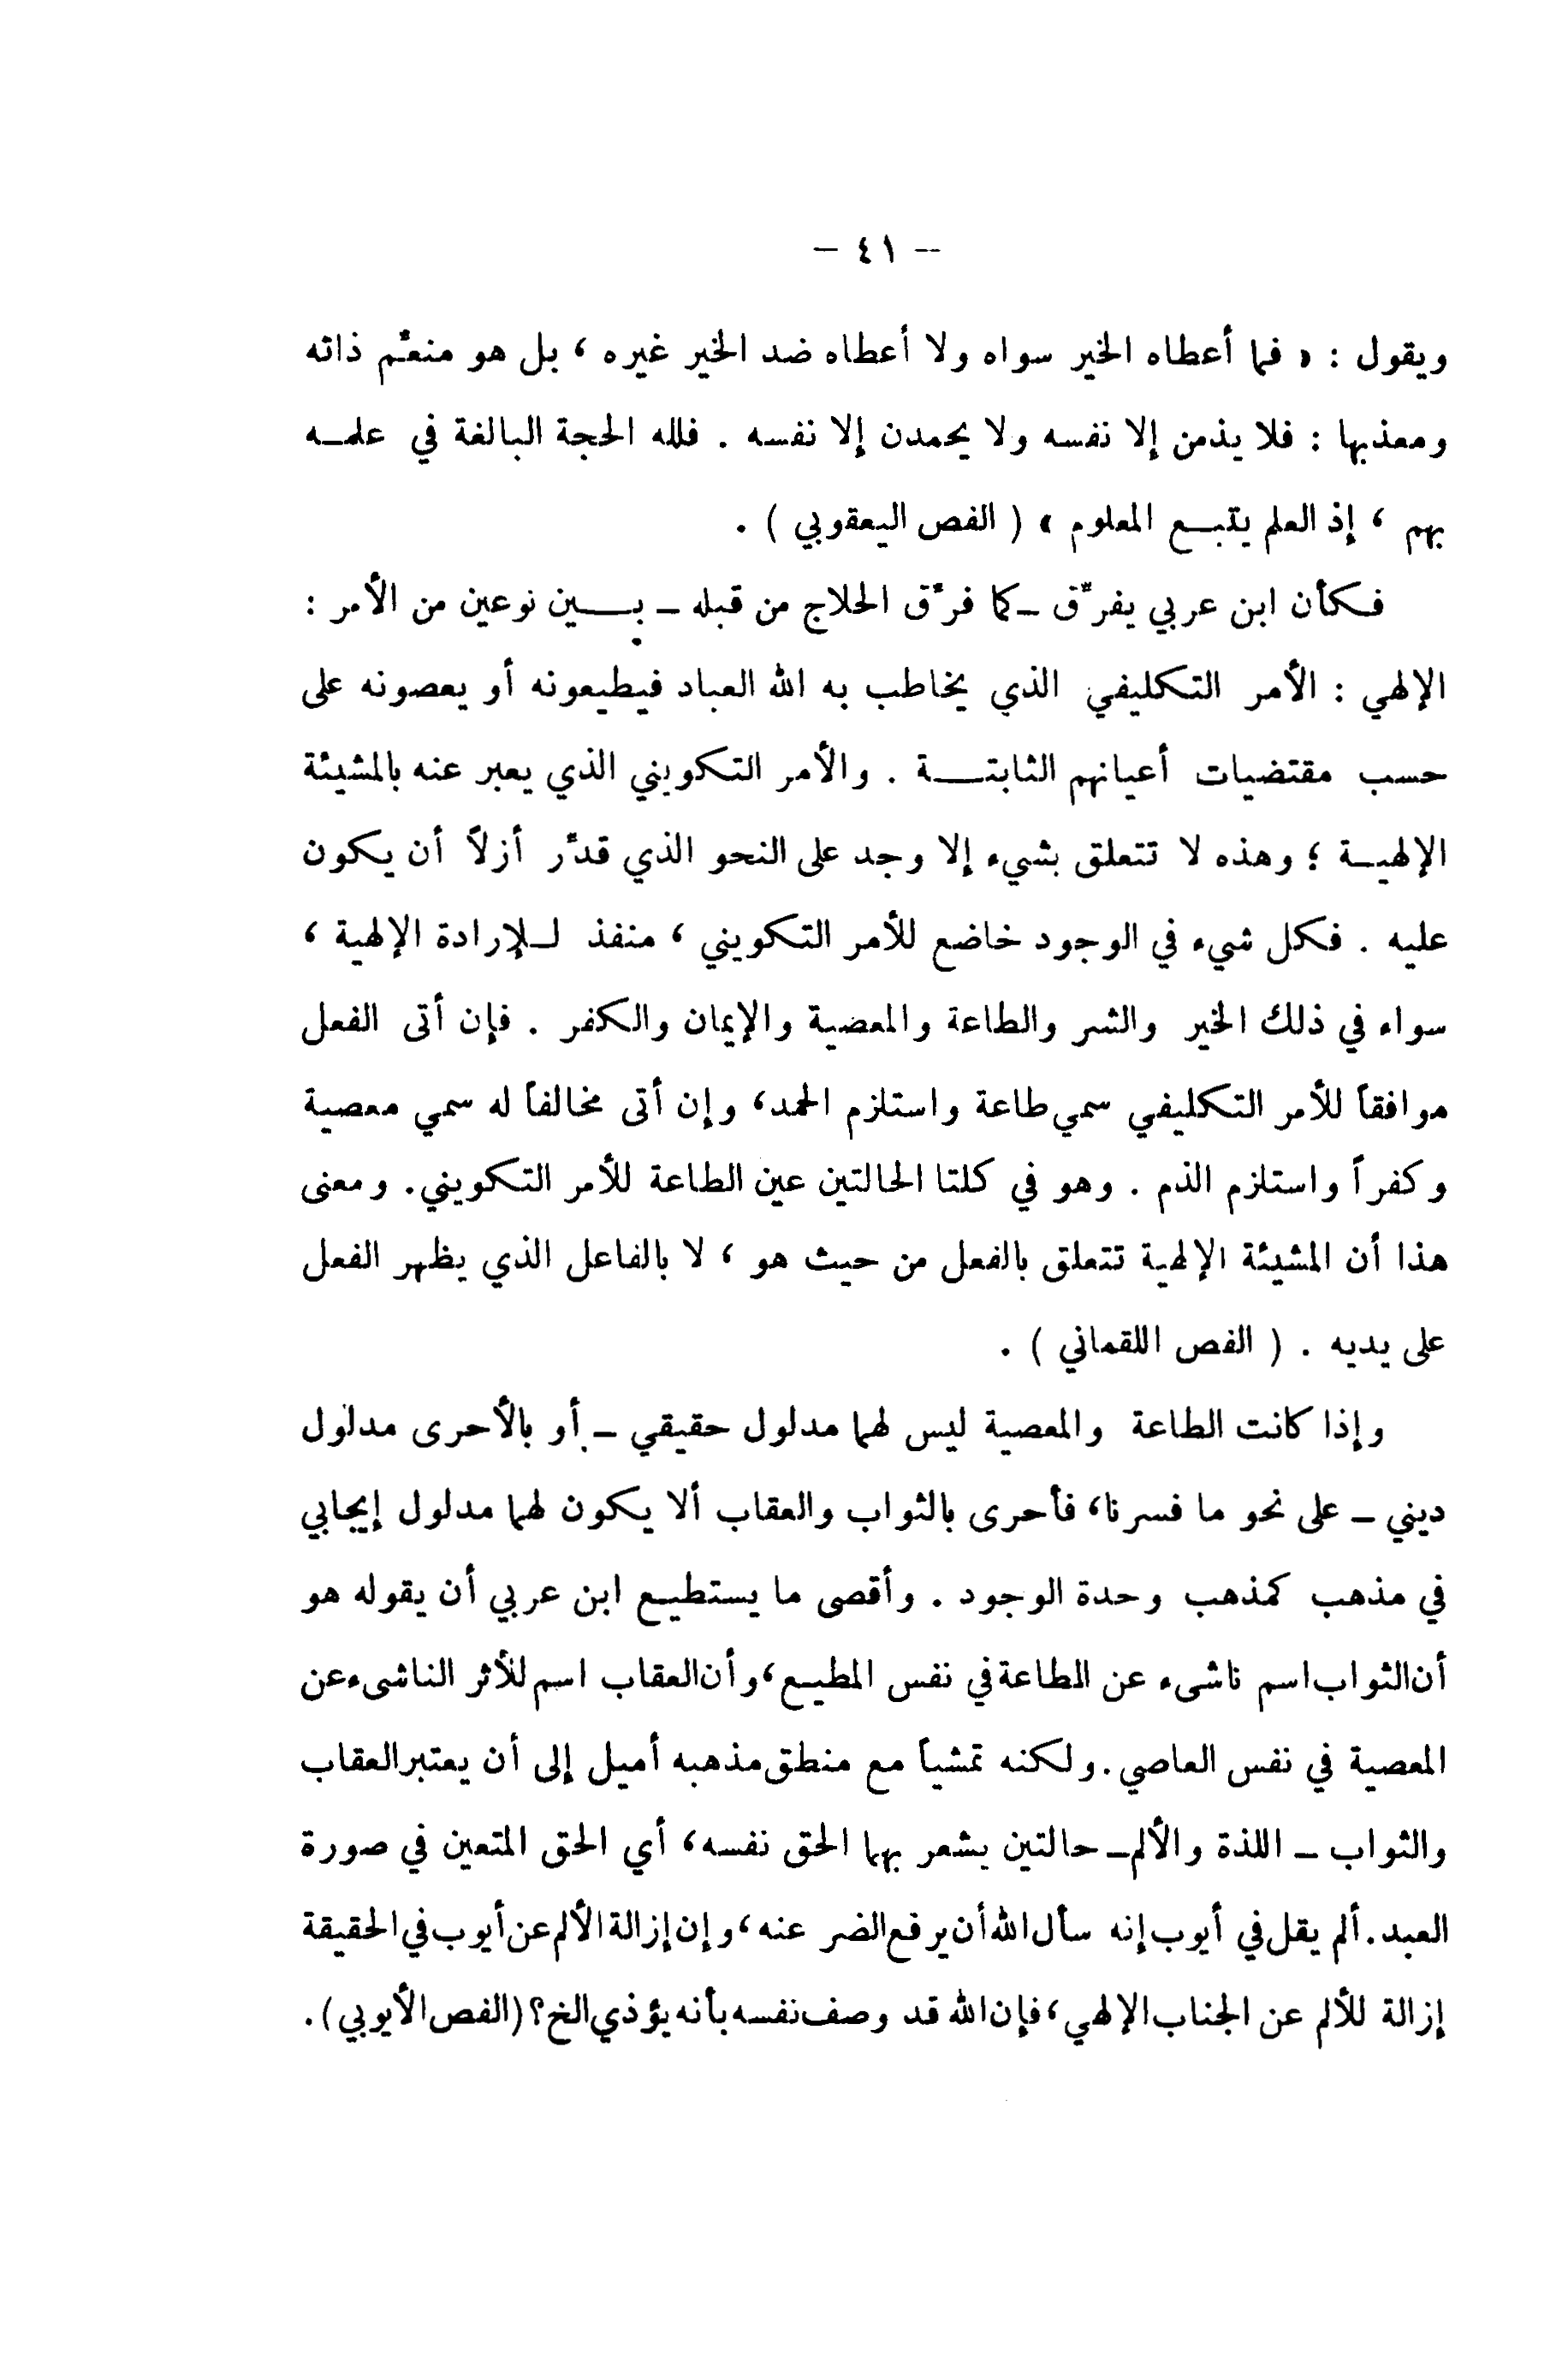 – ٤١ –
ويقول : « فما أعطاه الخير سواه ولا أعطاه ضد الخير غيره ، بل هو منعّم ذاته
ومعذبها : فلا يذمن إلا نفسه ولا يحمدن إلا نفسه . فلله الحجة البالغة في علمـه
بهم ، إذ العلم يتبـع المعلوم » ( الفص اليعقوبي ) .
فكأن ابن عربي يفرّق – كما فرّق الحلاج من قبله – بـين نوعين من الأمر :
الإلهي : الأمر التكليفي الذي يخاطب به الله العباد فيطيعونه أو يعصونه على
حسب مقتضيات أعيانهم الثابتـة . والأمر التكويني الذي يعبر عنه بالمشيئة
الإلهيـة ؛ وهذه لا تتعلق بشيء إلا وجد على النحو الذي قدّر أزلاً أن يكون
عليه . فكل شيء في الوجود خاضع للأمر التكويني ، منفذ لـلإرادة الإلهية ،
سواء في ذلك الخير والشر والطاعة والمعصية والإيمان والكفر . فإن أتى الفعل
موافقاً للأمر التكليفي سمي طاعة واستلزم الحمد، وإن أتى مخالفاً له سمي معصية
وكفراً واستلزم الذم . وهو في كلتا الحالتين عين الطاعة للأمر التكويني. ومعنى
هذا أن المشيئة الإلهية تتعلق بالفعل من حيث هو ، لا بالفاعل الذي يظهر الفعل
على يديه . ( الفص اللقماني ) .
وإذا كانت الطاعة والمعصية ليس لهما مدلول حقيقي – أو بالأحرى مدلول
ديني – على نحو ما فسرنا، فأحرى بالثواب والعقاب ألا يكون لهما مدلول إيجابي
في مذهب كمذهب وحدة الوجود . وأقصى ما يستطيـع ابن عربي أن يقوله هو
أن الثواب اسم ناشىء عن الطاعة في نفس المطيـع، وأن العقاب اسم للأثر الناشىء عن
المعصية في نفس العاصي. ولكنه تمشياً مع منطق مذهبه أميل إلى أن يعتبر العقاب
والثواب – اللذة والألم – حالتين يشعر بهما الحق نفسه، أي الحق المتعين في صورة
العبد. ألم يقل في أيوب إنه سأل الله أن يرفع الضر عنه، وإن إزالة الألم عن أيوب في الحقيقة
إزالة للألم عن الجناب الإلهي، فإن الله قد وصف نفسه بأنه يؤذي الخ؟ (الفص الأيوبي).